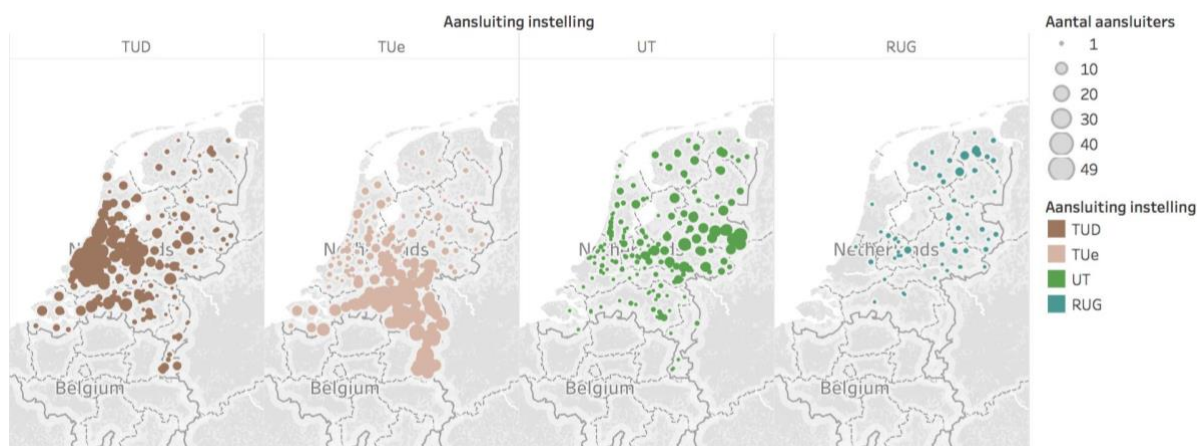 Aansluiting instelling
TUD
TUe
UT
RUG
Netherlands
Belgium
Netherlands
Belgium
Netherlands
Belgium
Netherlands
Belgium
Aantal aansluiters
1
10
20
30
40
49
Aansluiting instelling
TUD
TUe
UT
RUG